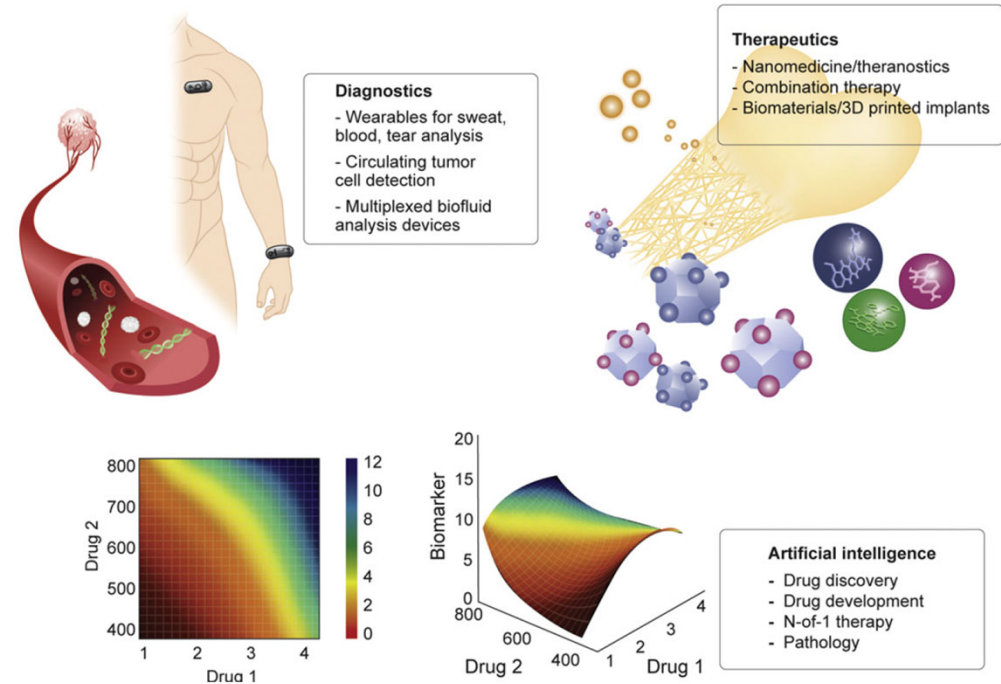 Diagnostics
- Wearables for sweat,
blood, tear analysis
- Circulating tumor
cell detection
- Multiplexed biofluid
analysis devices
Therapeutics
- Nanomedicine/theranostics
- Combination therapy
- Biomaterials/3D printed implants
800
700
600
500
400
Drug 2
1
2
3
4
Drug 1
12
10
8
6
4
2
0
20
15
10
5
0
Biomarker
800
600
400
Drug 2
1
2
3
4
Drug 1
Artificial intelligence
- Drug discovery
- Drug development
- N-of-1 therapy
- Pathology